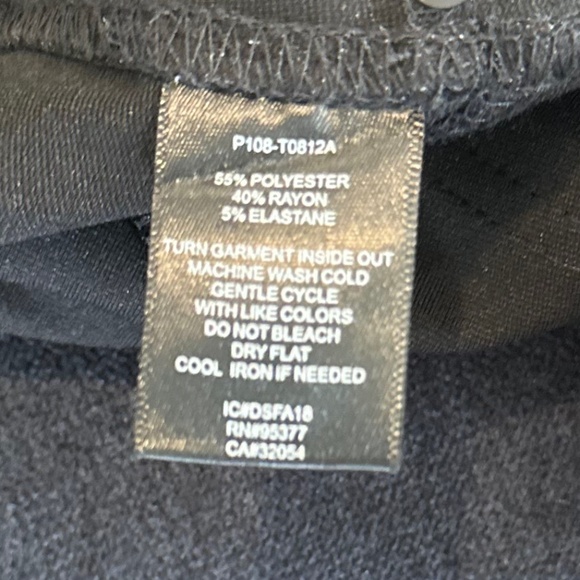 P108-T0812A
55% POLYESTER
40% RAYON
5% ELASTANE
TURN GARMENT INSIDE OUT
MACHINE WASH COLD
GENTLE CYCLE
WITH LIKE COLORS
DO NOT BLEACH
DRY FLAT
COOL IRON IF NEEDED
IC#DSFA18
RN#95377
CA#32054